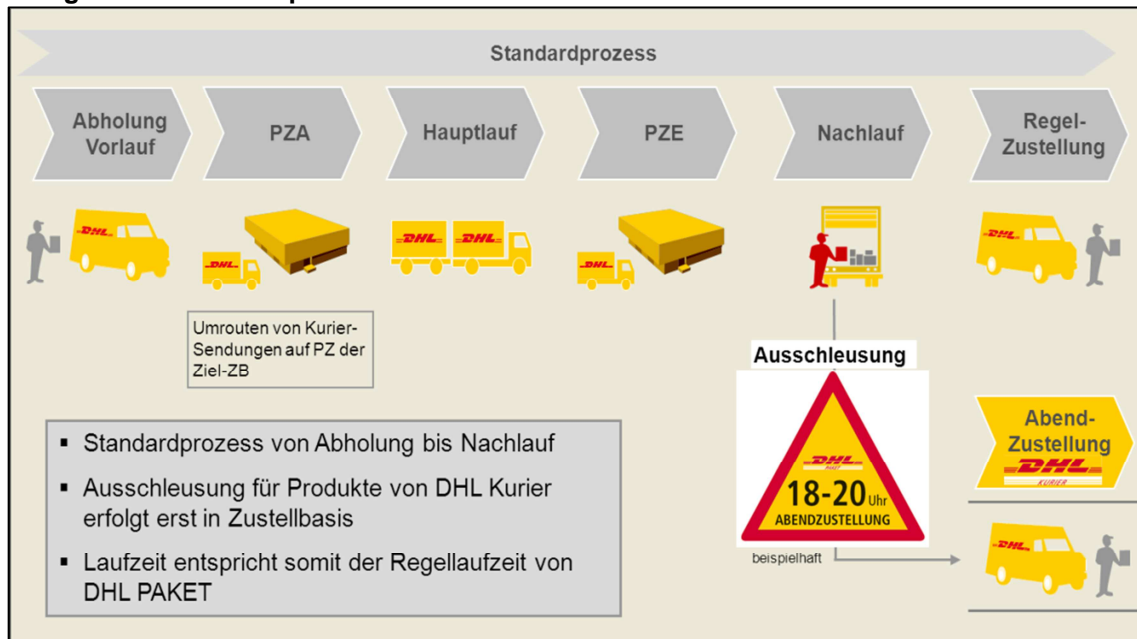 Standardprozess
Abholung
Vorlauf
PZA
Hauptlauf
PZE
Nachlauf
Regel-
Zustellung
DHL
DHL
DHL DHL
DHL
DHL
Umrouten von Kurier-
Sendungen auf PZ der
Ziel-ZB
Ausschleusung
DHL
PAKET
18-20 Uhr
ABENDZUSTELLUNG
beispielhaft
Abend-
Zustellung
DHL
KURIER
DHL
▪ Standardprozess von Abholung bis Nachlauf
▪ Ausschleusung für Produkte von DHL Kurier
erfolgt erst in Zustellbasis
▪ Laufzeit entspricht somit der Regellaufzeit von
DHL PAKET